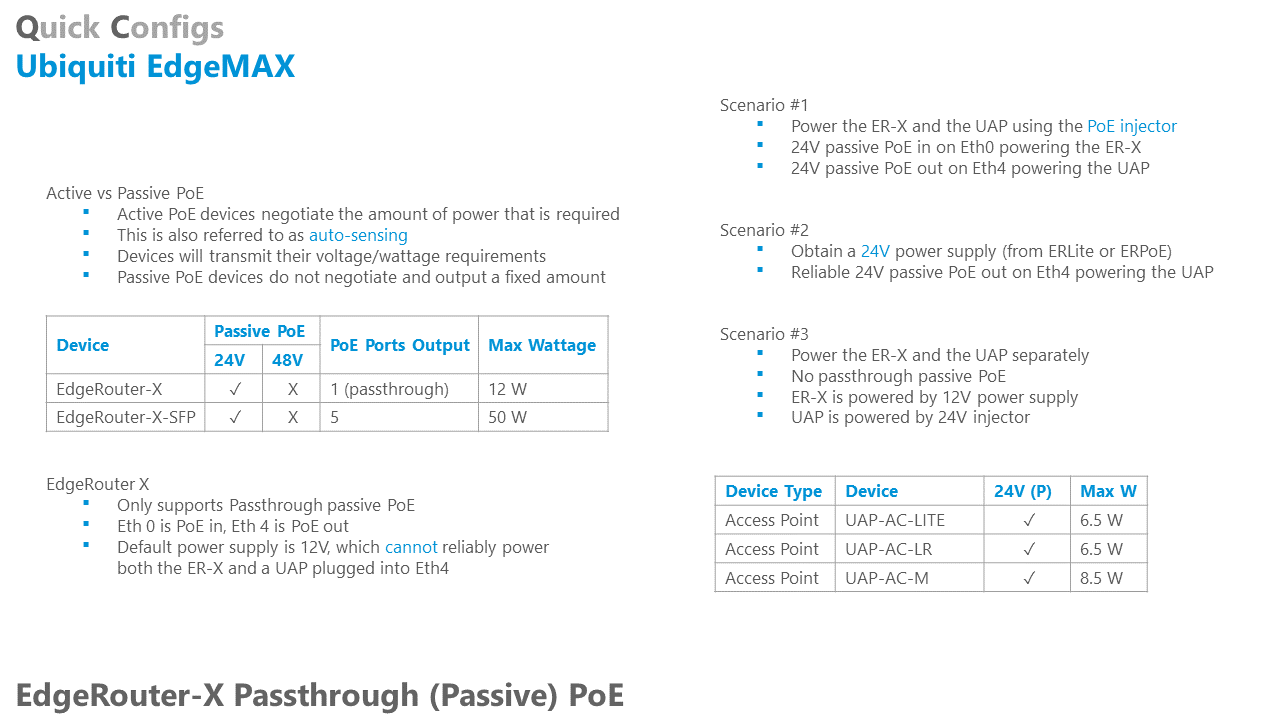 Quick Configs
Ubiquiti EdgeMAX
Active vs Passive PoE
▪ Active PoE devices negotiate the amount of power that is required
▪ This is also referred to as auto-sensing
▪ Devices will transmit their voltage/wattage requirements
▪ Passive PoE devices do not negotiate and output a fixed amount
Device Passive PoE PoE Ports Output Max Wattage
24V 48V
EdgeRouter-X ✓ X 1 (passthrough) 12 W
EdgeRouter-X-SFP ✓ X 5 50 W
EdgeRouter X
▪ Only supports Passthrough passive PoE
▪ Eth 0 is PoE in, Eth 4 is PoE out
▪ Default power supply is 12V, which cannot reliably power
both the ER-X and a UAP plugged into Eth4
Scenario #1
▪ Power the ER-X and the UAP using the PoE injector
▪ 24V passive PoE in on Eth0 powering the ER-X
▪ 24V passive PoE out on Eth4 powering the UAP
Scenario #2
▪ Obtain a 24V power supply (from ERLite or ERPoE)
▪ Reliable 24V passive PoE out on Eth4 powering the UAP
Scenario #3
▪ Power the ER-X and the UAP separately
▪ No passthrough passive PoE
▪ ER-X is powered by 12V power supply
▪ UAP is powered by 24V injector
Device Type Device 24V (P) Max W
Access Point UAP-AC-LITE ✓ 6.5 W
Access Point UAP-AC-LR ✓ 6.5 W
Access Point UAP-AC-M ✓ 8.5 W
EdgeRouter-X Passthrough (Passive) PoE